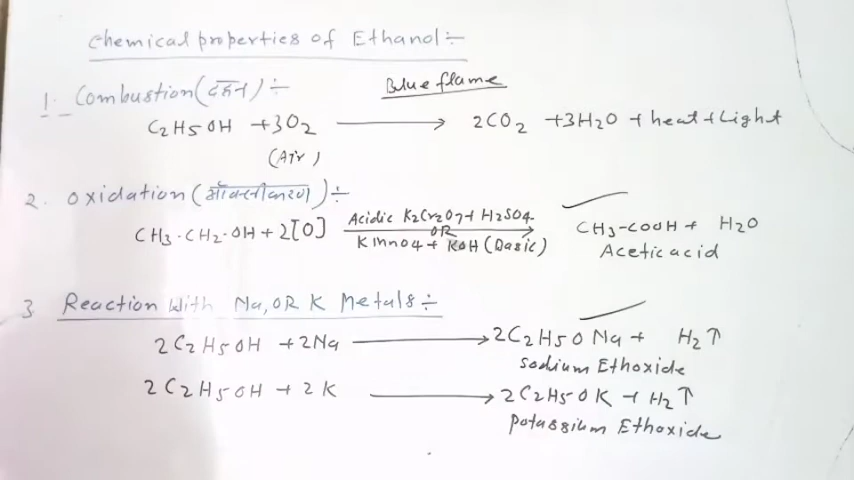 Chemical properties of Ethanol÷
1. Combustion (दहन) ÷
Blue flame
C₂H₅OH + 3O₂ ⟶ 2CO₂ + 3H₂O + heat + Light
(Air)
2. Oxidation (ऑक्सीकरण) ÷
Acidic K₂Cr₂O₇ + H₂SO₄
CH₃·CH₂·OH + 2[O] ⟶ CH₃-COOH + H₂O
OR
KMnO₄ + KOH (Basic)
Acetic acid
3 Reaction With Na, OR K Metals ÷
2C₂H₅OH + 2Na ⟶ 2C₂H₅ONa + H₂↑
Sodium Ethoxide
2C₂H₅OH + 2K ⟶ 2C₂H₅OK + H₂↑
Potassium Ethoxide